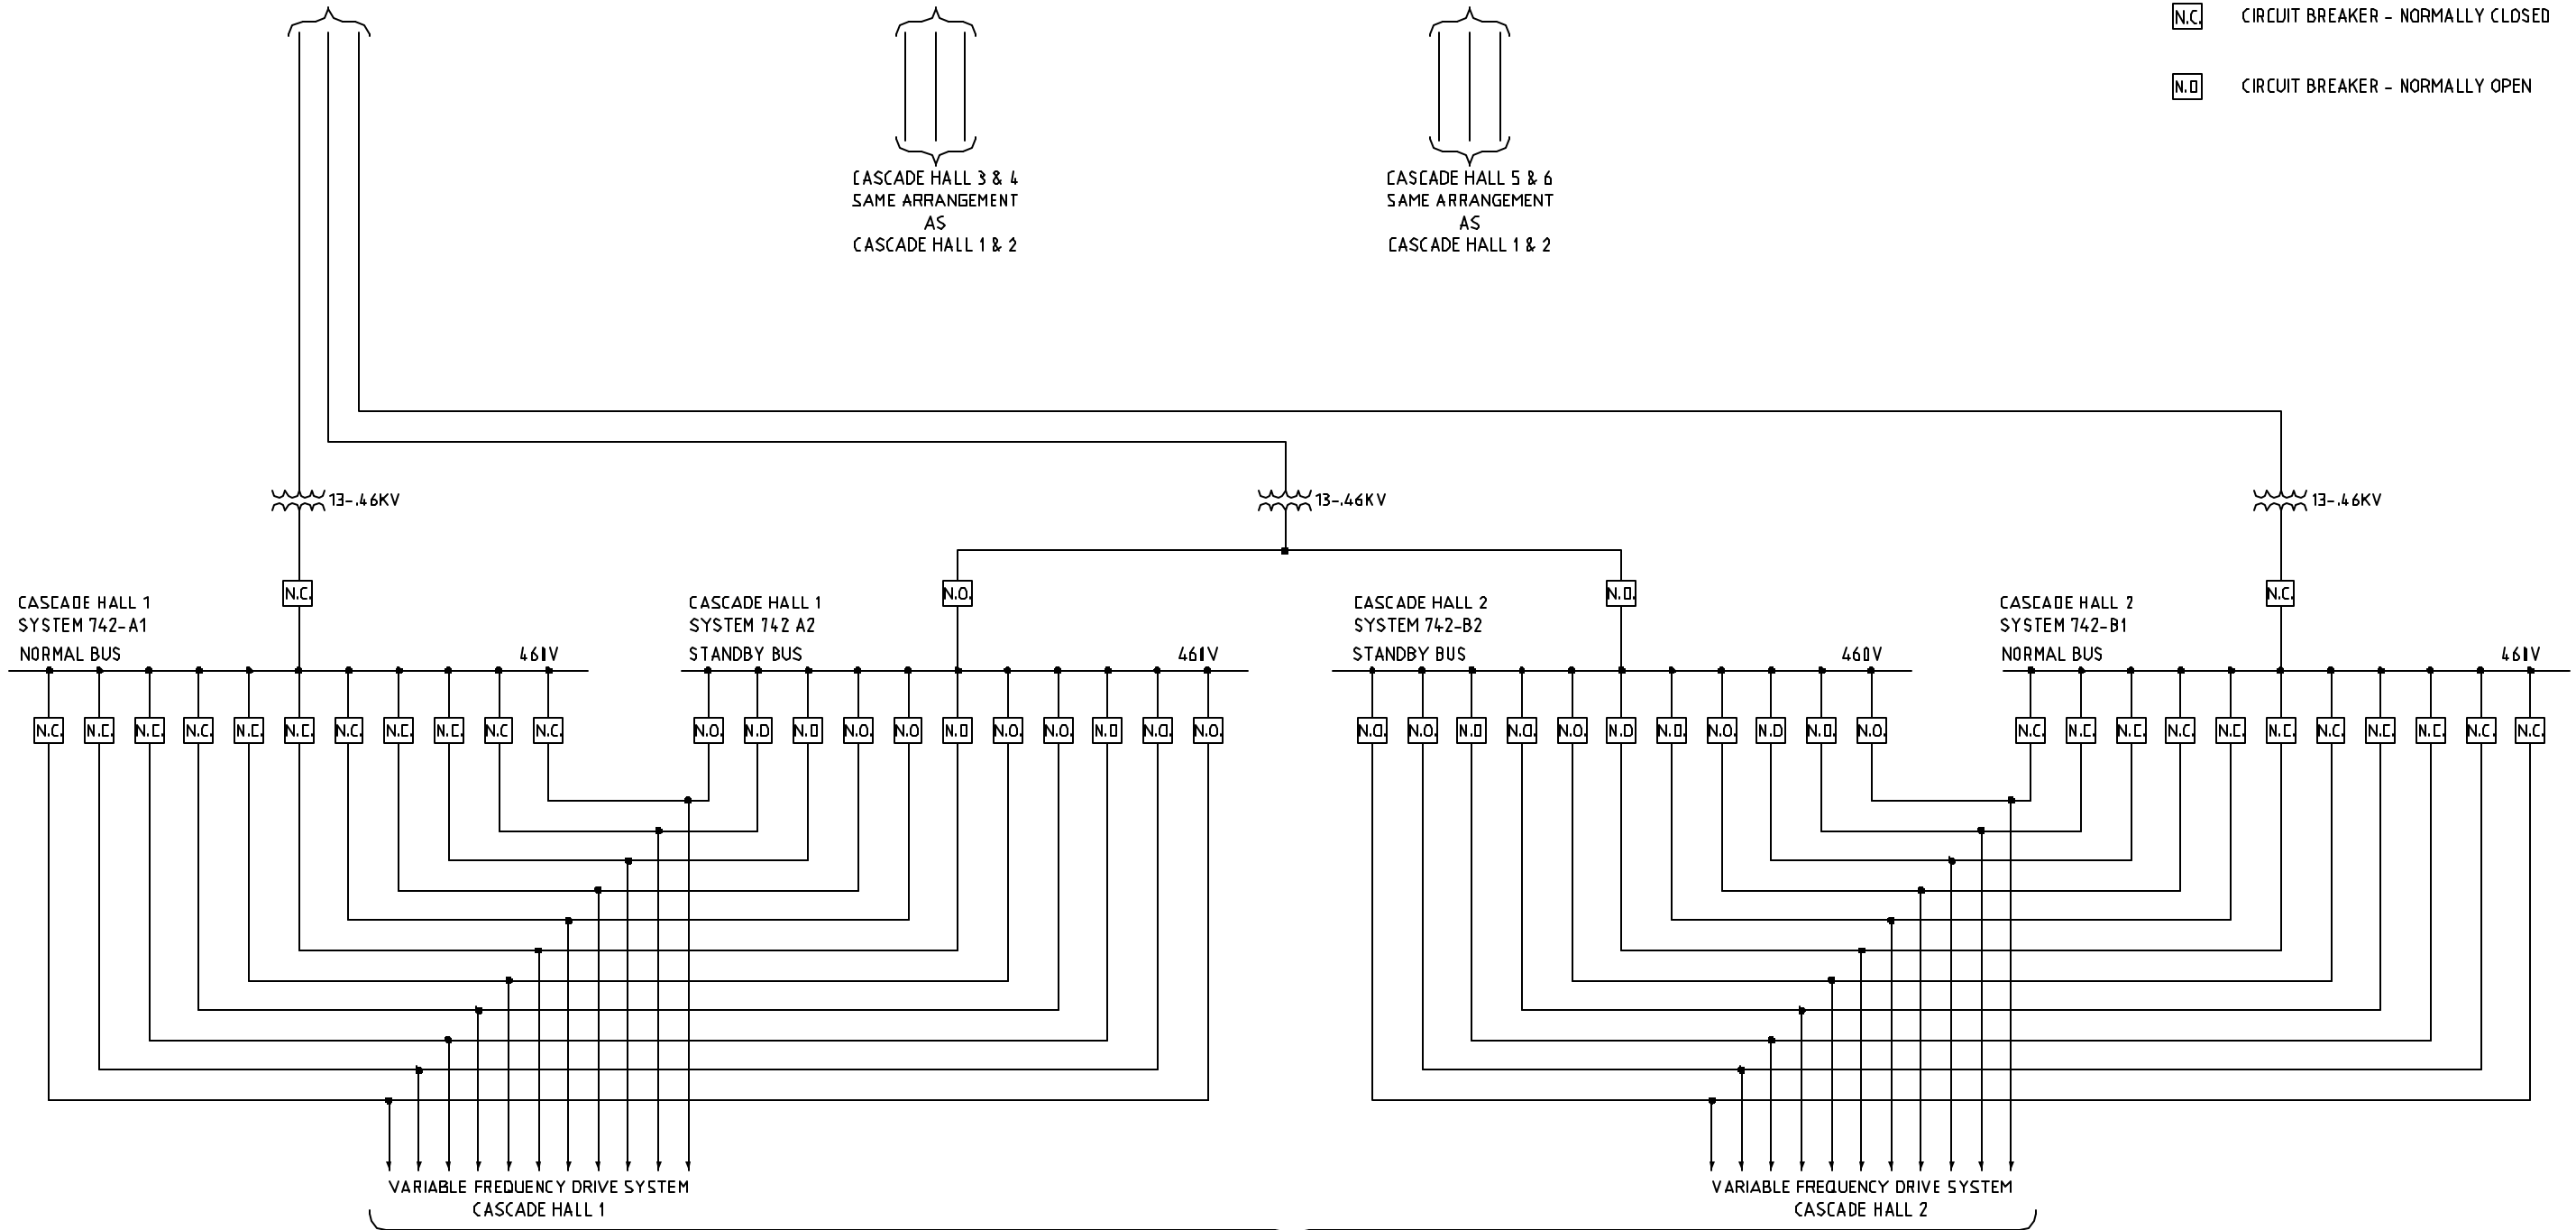 N.C. CIRCUIT BREAKER - NORMALLY CLOSED
N.O CIRCUIT BREAKER - NORMALLY OPEN
CASCADE HALL 3 & 4
SAME ARRANGEMENT
AS
CASCADE HALL 1 & 2
CASCADE HALL 5 & 6
SAME ARRANGEMENT
AS
CASCADE HALL 1 & 2
13-.46KV
13-.46KV
13-.46KV
N.C.
N.O.
N.O.
N.C.
CASCADE HALL 1
SYSTEM 742-A1
NORMAL BUS
460V
CASCADE HALL 1
SYSTEM 742 A2
STANDBY BUS
460V
CASCADE HALL 2
SYSTEM 742-B2
STANDBY BUS
460V
CASCADE HALL 2
SYSTEM 742-B1
NORMAL BUS
460V
N.C. N.C. N.C. N.C. N.C. N.C. N.C. N.C. N.C. N.C N.C.
N.O. N.O N.O N.O. N.O N.O N.O. N.O. N.O N.O. N.O.
N.O. N.O. N.O N.O. N.O. N.O N.O. N.O. N.O N.O. N.O.
N.C. N.C. N.C. N.C. N.C. N.C. N.C. N.C. N.C. N.C. N.C.
VARIABLE FREQUENCY DRIVE SYSTEM
CASCADE HALL 1
VARIABLE FREQUENCY DRIVE SYSTEM
CASCADE HALL 2